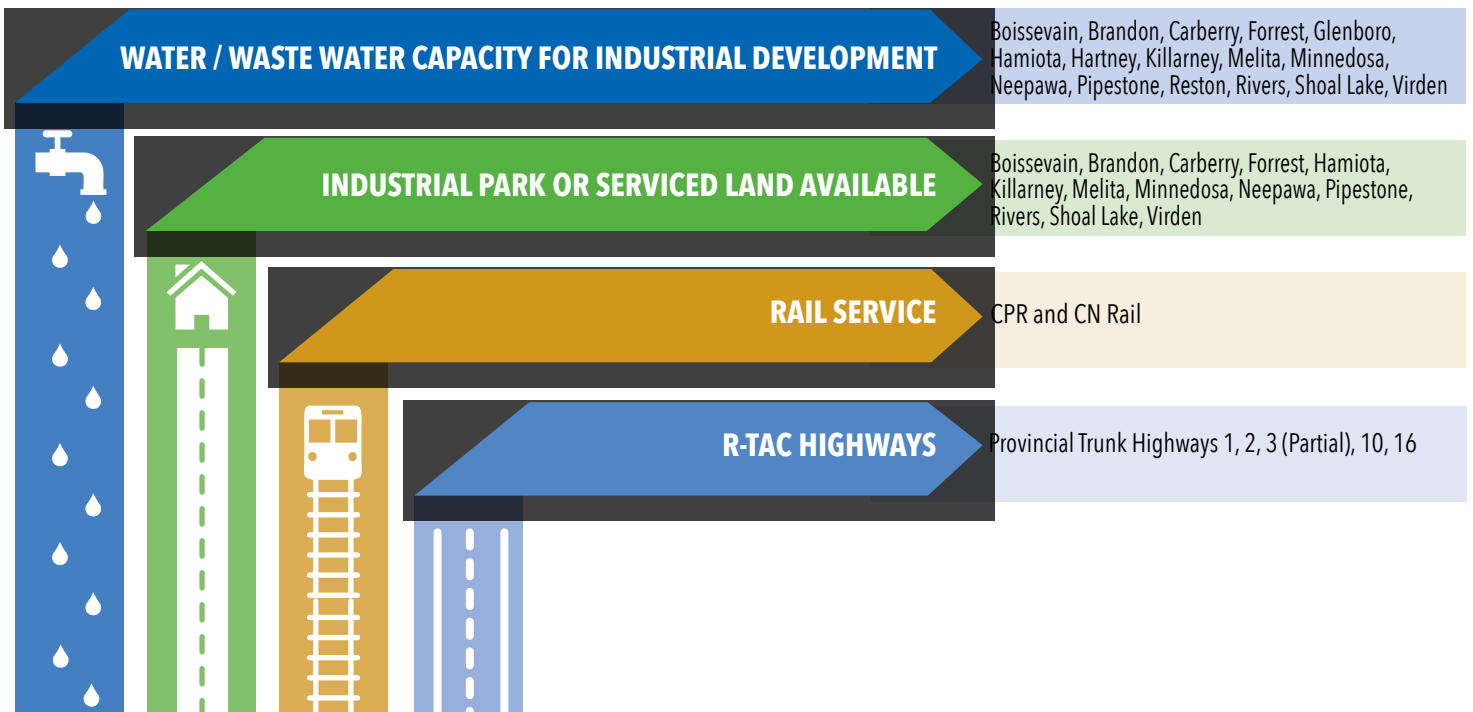 WATER / WASTE WATER CAPACITY FOR INDUSTRIAL DEVELOPMENT
Boissevain, Brandon, Carberry, Forrest, Glenboro,
Hamiota, Hartney, Killarney, Melita, Minnedosa,
Neepawa, Pipestone, Reston, Rivers, Shoal Lake, Virden
INDUSTRIAL PARK OR SERVICED LAND AVAILABLE
Boissevain, Brandon, Carberry, Forrest, Hamiota,
Killarney, Melita, Minnedosa, Neepawa, Pipestone,
Rivers, Shoal Lake, Virden
RAIL SERVICE
CPR and CN Rail
R-TAC HIGHWAYS
Provincial Trunk Highways 1, 2, 3 (Partial), 10, 16